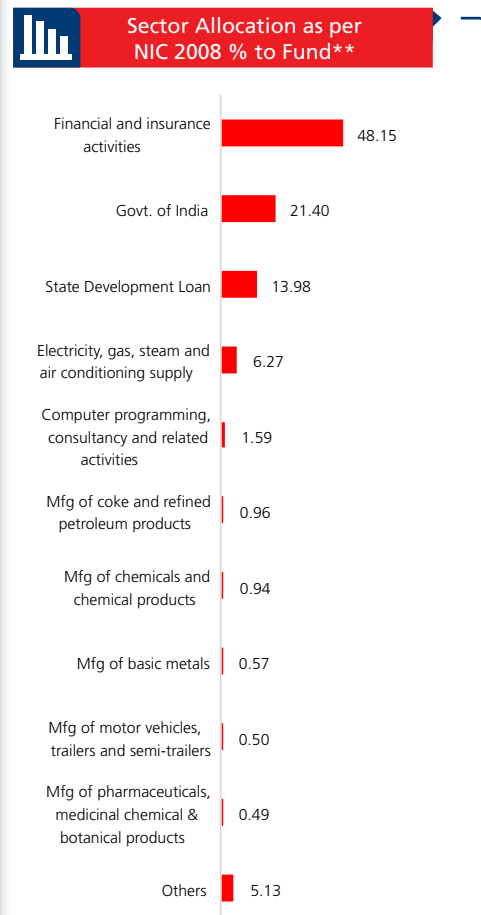 Sector Allocation as per
NIC 2008 % to Fund**
Financial and insurance
activities
48.15
Govt. of India
21.40
State Development Loan
13.98
Electricity, gas, steam and
air conditioning supply
6.27
Computer programming,
consultancy and related
activities
1.59
Mfg of coke and refined
petroleum products
0.96
Mfg of chemicals and
chemical products
0.94
Mfg of basic metals
0.57
Mfg of motor vehicles,
trailers and semi-trailers
0.50
Mfg of pharmaceuticals,
medicinal chemical &
botanical products
0.49
Others
5.13